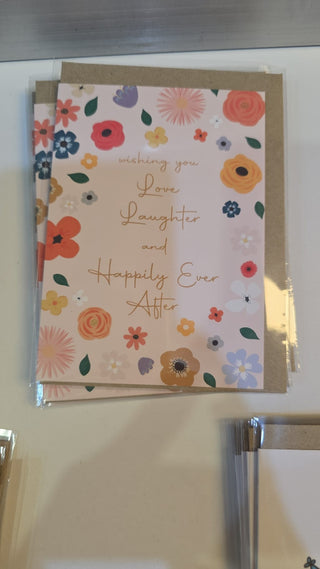 wishing you
Love
Laughter
and
Happily Ever
After